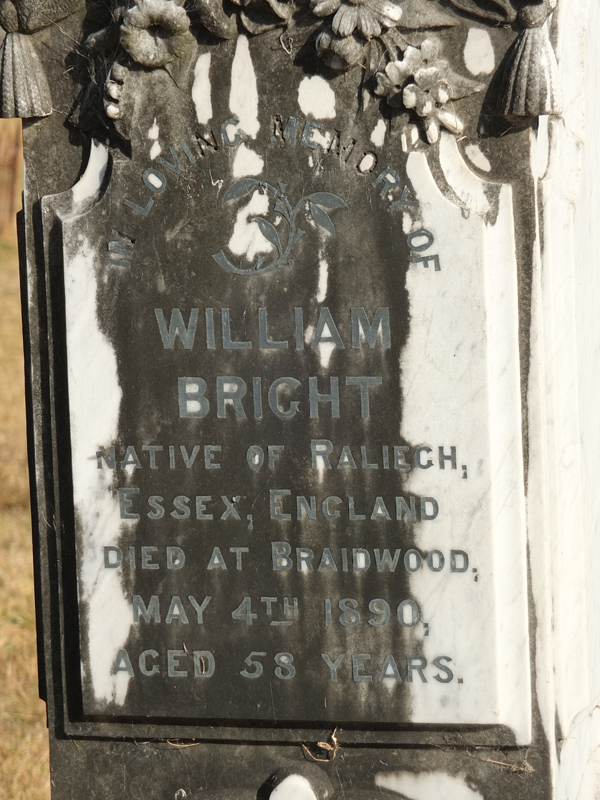 IN LOVING MEMORY OF
WILLIAM
BRIGHT
NATIVE OF RALIEGH,
ESSEX, ENGLAND
DIED AT BRAIDWOOD,
MAY 4TH 1890,
AGED 58 YEARS.